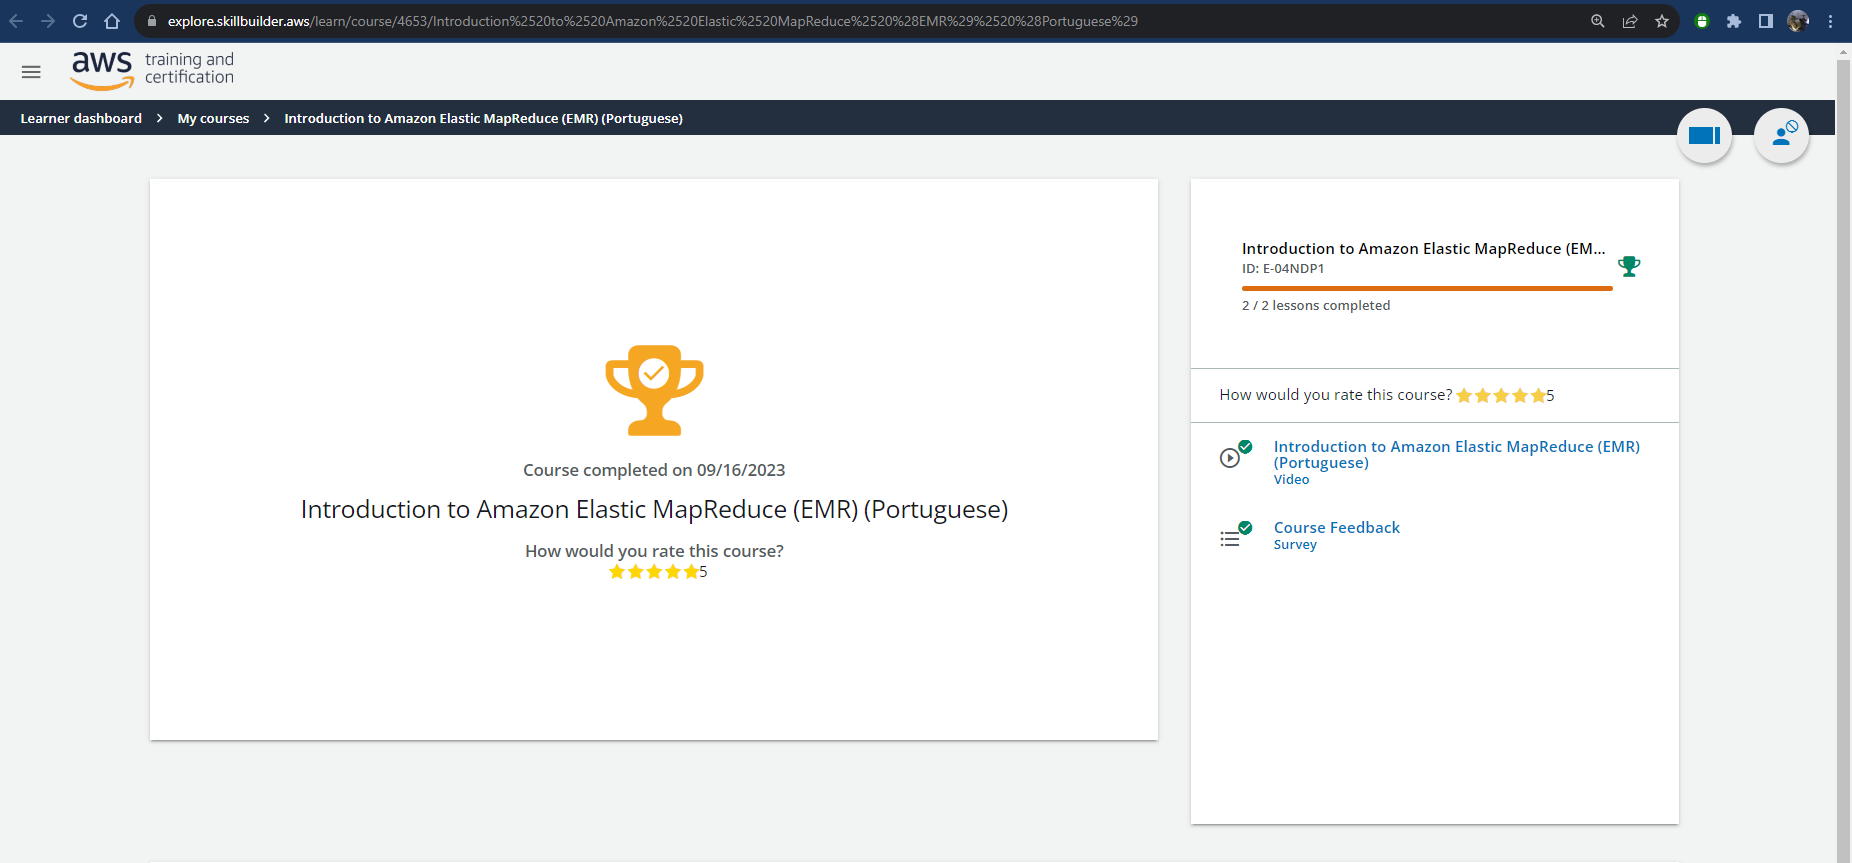 explore.skillbuilder.aws/learn/course/4653/Introduction%2520to%2520Amazon%2520Elastic%2520MapReduce%2520%28EMR%29%2520%28Portuguese%29
aws training and
certification
Learner dashboard > My courses > Introduction to Amazon Elastic MapReduce (EMR) (Portuguese)
Course completed on 09/16/2023
Introduction to Amazon Elastic MapReduce (EMR) (Portuguese)
How would you rate this course?
5
Introduction to Amazon Elastic MapReduce (EM...
ID: E-04NDP1
2 / 2 lessons completed
How would you rate this course? 5
Introduction to Amazon Elastic MapReduce (EMR)
(Portuguese)
Video
Course Feedback
Survey